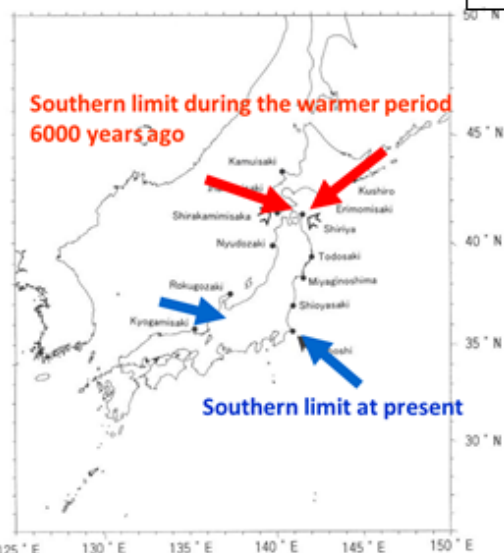 50° N
Southern limit during the warmer period
6000 years ago
45° N
Kamuisaki
Kushiro
Shirakamimisaka
Erimomisaki
Shiriya
Nyudozaki
40° N
Todosaki
Rokugozaki
Miyaginoshima
Shioyasaki
Kyogamisaki
35° N
Southern limit at present
30° N
125° E 130° E 135° E 140° E 145° E 150° E